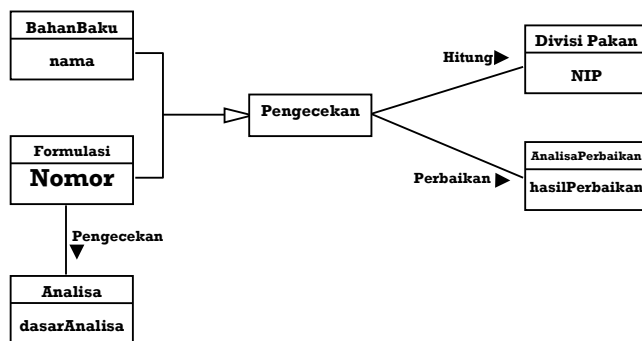 BahanBaku
nama
Formulasi
Nomor
Pengecekan
Analisa
dasarAnalisa
Pengecekan
Hitung
Divisi Pakan
NIP
Perbaikan
AnalisaPerbaikan
hasilPerbaikan